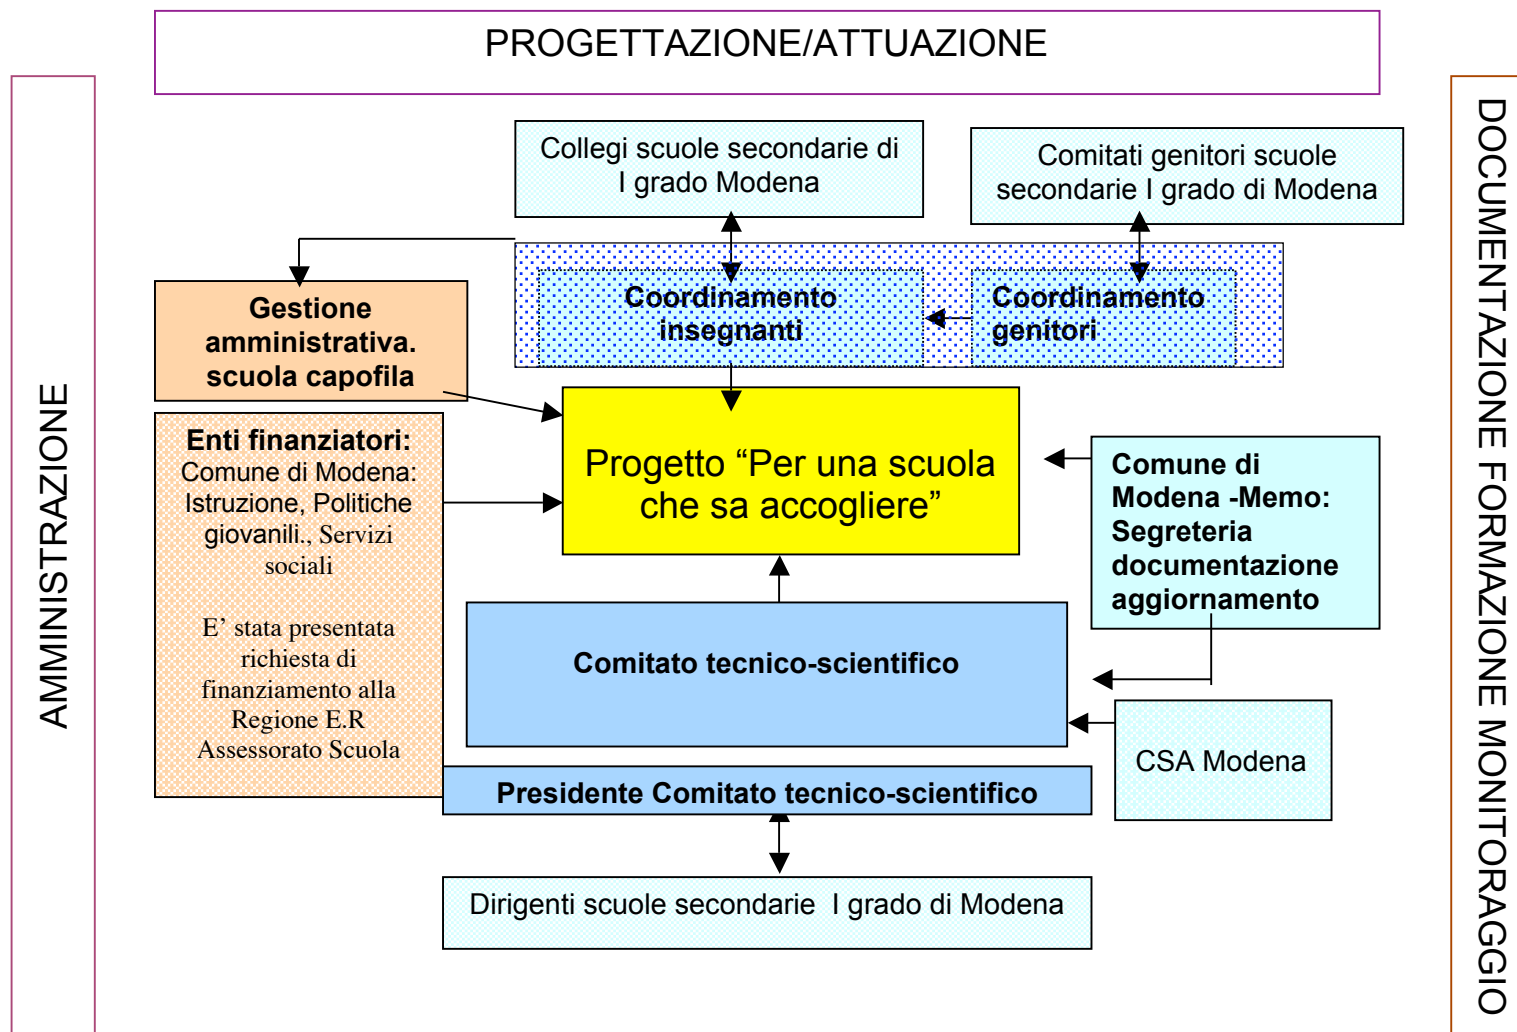 PROGETTAZIONE/ATTUAZIONE
AMMINISTRAZIONE
DOCUMENTAZIONE FORMAZIONE MONITORAGGIO
Collegi scuole secondarie di
I grado Modena
Comitati genitori scuole
secondarie I grado di Modena
Coordinamento
insegnanti
Coordinamento
genitori
Gestione
amministrativa.
scuola capofila
Enti finanziatori:
Comune di Modena:
Istruzione, Politiche
giovanili., Servizi
sociali
E’ stata presentata
richiesta di
finanziamento alla
Regione E.R
Assessorato Scuola
Progetto “Per una scuola
che sa accogliere”
Comune di
Modena -Memo:
Segreteria
documentazione
aggiornamento
Comitato tecnico-scientifico
CSA Modena
Presidente Comitato tecnico-scientifico
Dirigenti scuole secondarie  I grado di Modena